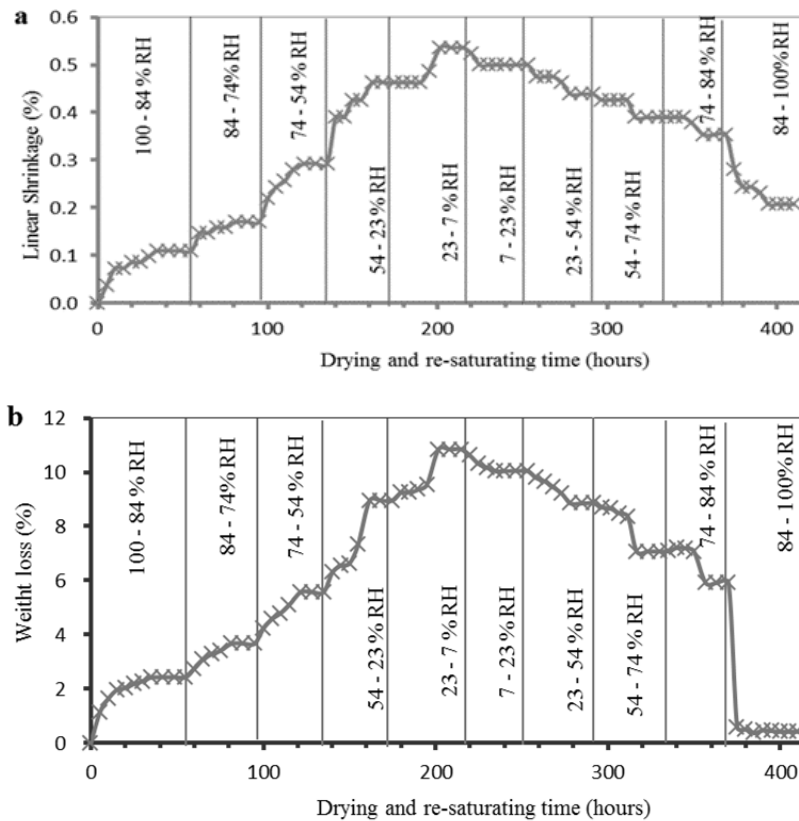 a
Linear Shrinkage (%)
0.6
0.5
0.4
0.3
0.2
0.1
0.0
100 - 84 % RH
84 - 74% RH
74 - 54 % RH
54 - 23 % RH
23 - 7 % RH
7 - 23 % RH
23 - 54 % RH
54 - 74 % RH
74 - 84 % RH
84 - 100%RH
0
100
200
300
400
Drying and re-saturating time (hours)
b
Weitht loss (%)
12
10
8
6
4
2
0
100 - 84 % RH
84 - 74% RH
74 - 54 % RH
54 - 23 % RH
23 - 7 % RH
7 - 23 % RH
23 - 54 % RH
54 - 74 % RH
74 - 84 % RH
84 - 100% RH
0
100
200
300
400
Drying and re-saturating time (hours)